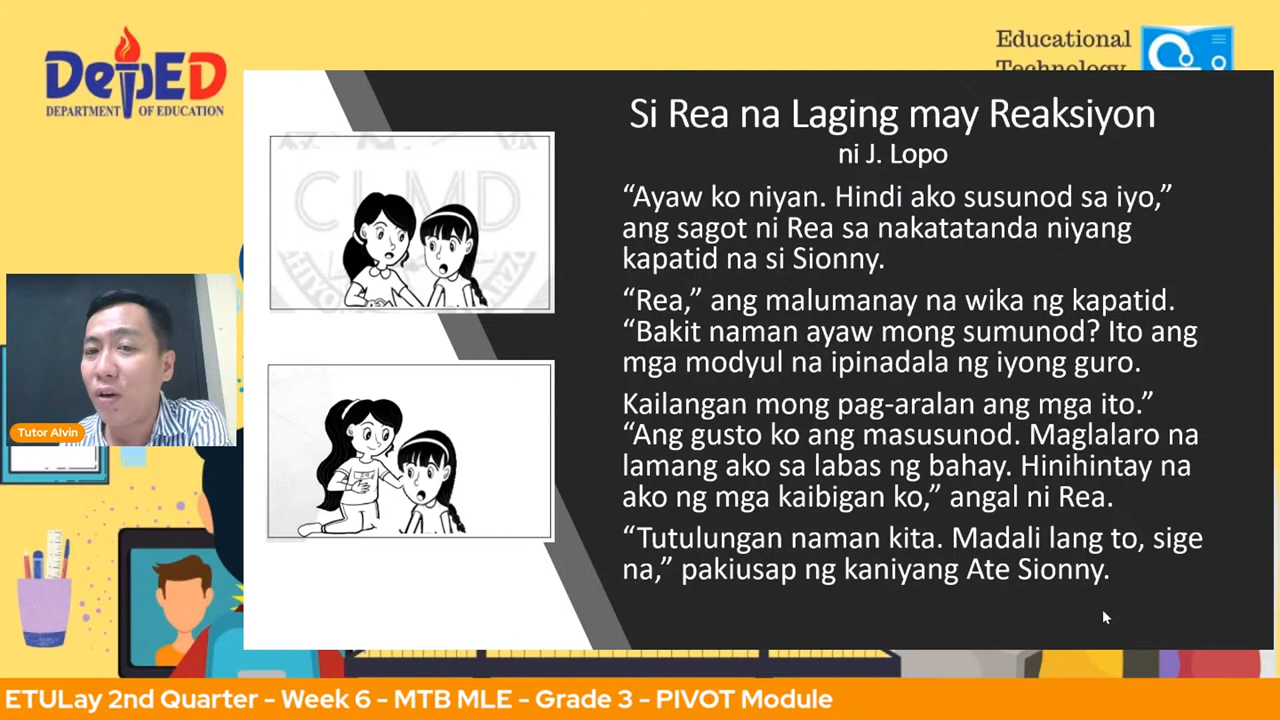 DepED
DEPARTMENT OF EDUCATION
Educational
Technology
Si Rea na Laging may Reaksiyon
ni J. Lopo
“Ayaw ko niyan. Hindi ako susunod sa iyo,”
ang sagot ni Rea sa nakatatanda niyang
kapatid na si Sionny.
“Rea,” ang malumanay na wika ng kapatid.
“Bakit naman ayaw mong sumunod? Ito ang
mga modyul na ipinadala ng iyong guro.
Kailangan mong pag-aralan ang mga ito.”
“Ang gusto ko ang masusunod. Maglalaro na
lamang ako sa labas ng bahay. Hinihintay na
ako ng mga kaibigan ko,” angal ni Rea.
“Tutulungan naman kita. Madali lang to, sige
na,” pakiusap ng kaniyang Ate Sionny.
CLMD
Tutor Alvin
ETULay 2nd Quarter - Week 6 - MTB MLE - Grade 3 - PIVOT Module